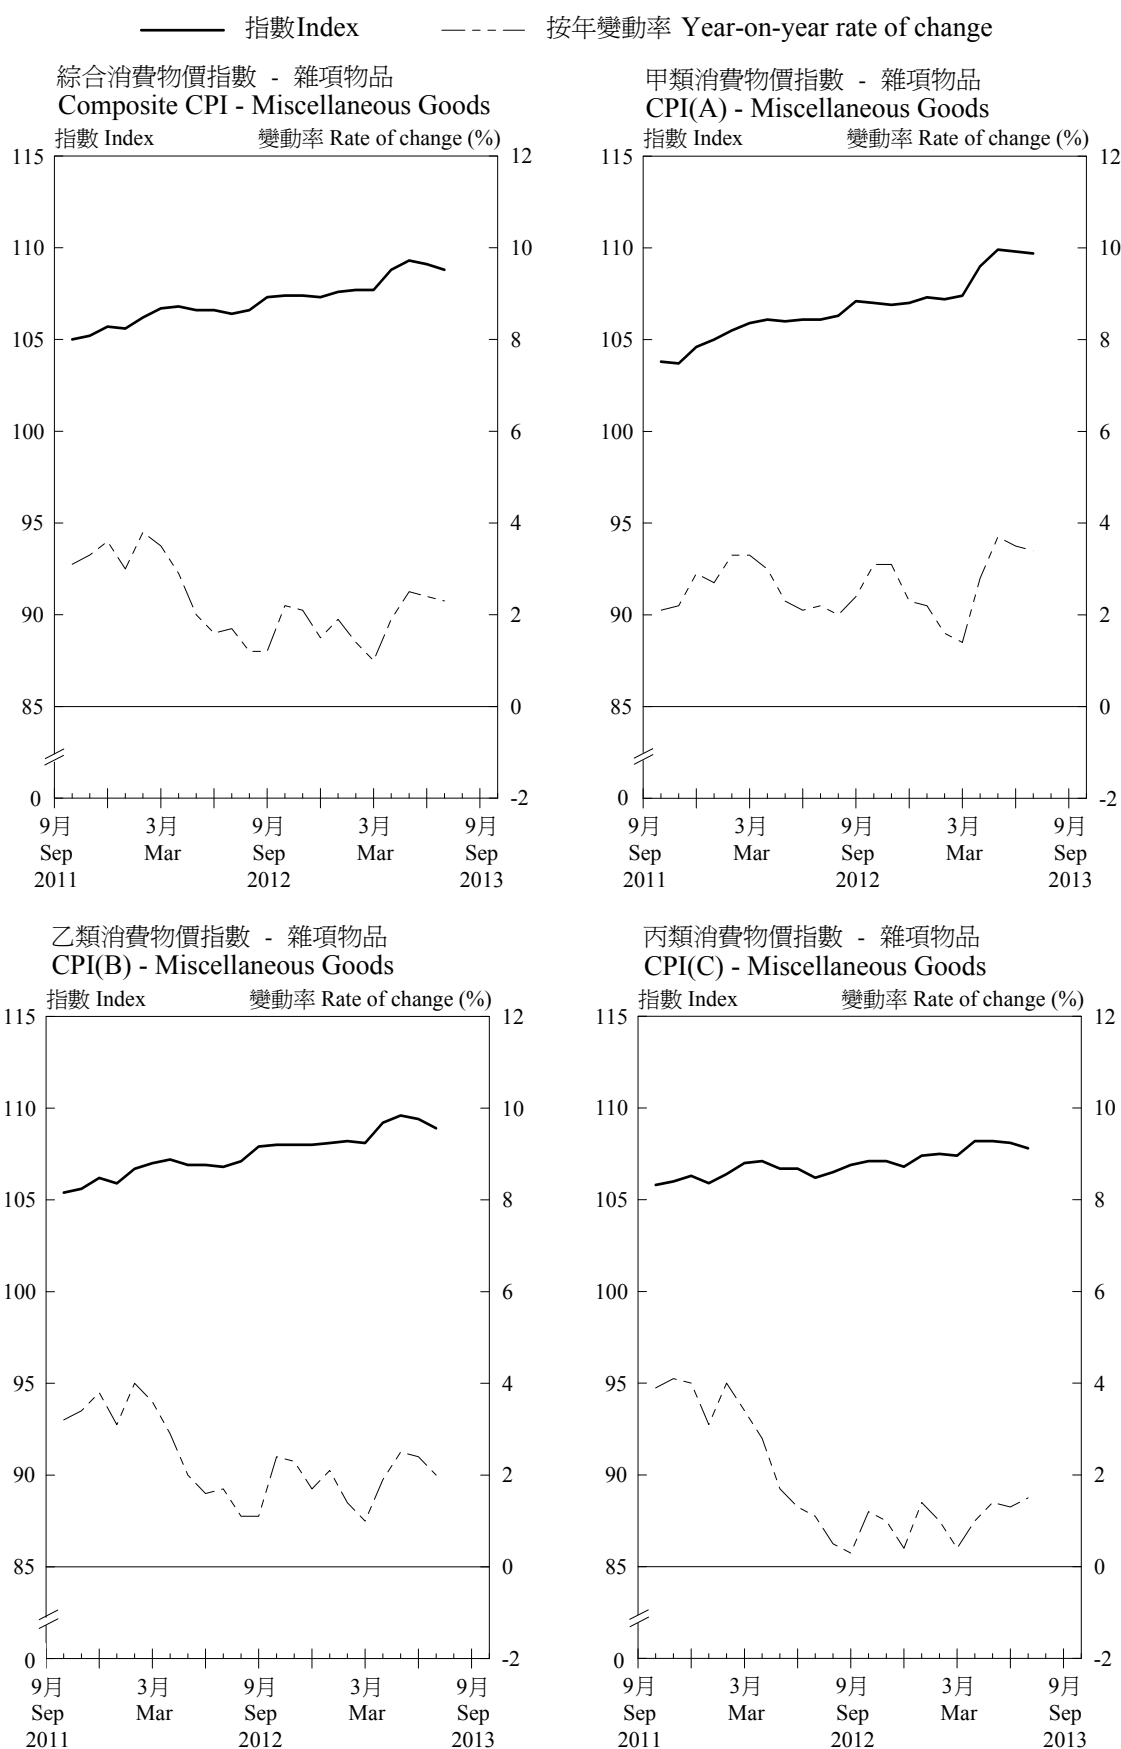 指數Index 按年變動率 Year-on-year rate of change
綜合消費物價指數 - 雜項物品
Composite CPI - Miscellaneous Goods
指數 Index 變動率 Rate of change (%)
115 12
110 10
105 8
100 6
95 4
90 2
85 0
0 -2
9月 3月 9月 3月 9月
Sep Mar Sep Mar Sep
2011 2012 2013
甲類消費物價指數 - 雜項物品
CPI(A) - Miscellaneous Goods
指數 Index 變動率 Rate of change (%)
115 12
110 10
105 8
100 6
95 4
90 2
85 0
0 -2
9月 3月 9月 3月 9月
Sep Mar Sep Mar Sep
2011 2012 2013
乙類消費物價指數 - 雜項物品
CPI(B) - Miscellaneous Goods
指數 Index 變動率 Rate of change (%)
115 12
110 10
105 8
100 6
95 4
90 2
85 0
0 -2
9月 3月 9月 3月 9月
Sep Mar Sep Mar Sep
2011 2012 2013
丙類消費物價指數 - 雜項物品
CPI(C) - Miscellaneous Goods
指數 Index 變動率 Rate of change (%)
115 12
110 10
105 8
100 6
95 4
90 2
85 0
0 -2
9月 3月 9月 3月 9月
Sep Mar Sep Mar Sep
2011 2012 2013